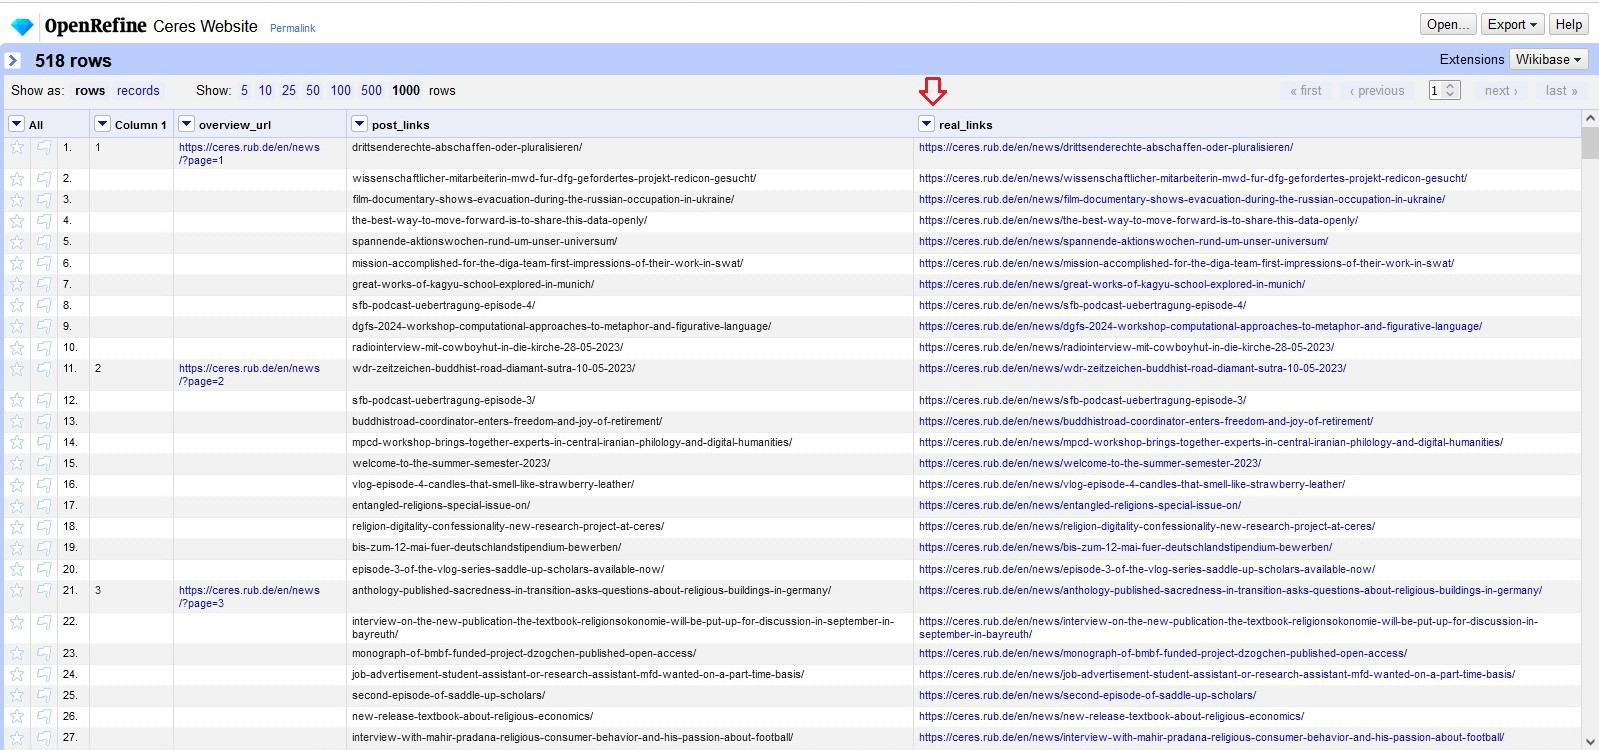 OpenRefine Ceres Website Permalink Open... Export Help
518 rows Extensions Wikibase
Show as: rows records Show: 5 10 25 50 100 500 1000 rows « first ‹ previous 1 next › last »
All Column 1 overview_url post_links real_links
1. 1 https://ceres.rub.de/en/news drittsenderechte-abschaffen-oder-pluralisieren/ https://ceres.rub.de/en/news/drittsenderechte-abschaffen-oder-pluralisieren/
/?page=1
2. wissenschaftlicher-mitarbeiterin-mwd-fur-dfg-gefordertes-projekt-redicon-gesucht/ https://ceres.rub.de/en/news/wissenschaftlicher-mitarbeiterin-mwd-fur-dfg-gefordertes-projekt-redicon-gesucht/
3. film-documentary-shows-evacuation-during-the-russian-occupation-in-ukraine/ https://ceres.rub.de/en/news/film-documentary-shows-evacuation-during-the-russian-occupation-in-ukraine/
4. the-best-way-to-move-forward-is-to-share-this-data-openly/ https://ceres.rub.de/en/news/the-best-way-to-move-forward-is-to-share-this-data-openly/
5. spannende-aktionswochen-rund-um-unser-universum/ https://ceres.rub.de/en/news/spannende-aktionswochen-rund-um-unser-universum/
6. mission-accomplished-for-the-diga-team-first-impressions-of-their-work-in-swat/ https://ceres.rub.de/en/news/mission-accomplished-for-the-diga-team-first-impressions-of-their-work-in-swat/
7. great-works-of-kagyu-school-explored-in-munich/ https://ceres.rub.de/en/news/great-works-of-kagyu-school-explored-in-munich/
8. sfb-podcast-uebertragung-episode-4/ https://ceres.rub.de/en/news/sfb-podcast-uebertragung-episode-4/
9. dgfs-2024-workshop-computational-approaches-to-metaphor-and-figurative-language/ https://ceres.rub.de/en/news/dgfs-2024-workshop-computational-approaches-to-metaphor-and-figurative-language/
10. radiointerview-mit-cowboyhut-in-die-kirche-28-05-2023/ https://ceres.rub.de/en/news/radiointerview-mit-cowboyhut-in-die-kirche-28-05-2023/
11. 2 https://ceres.rub.de/en/news wdr-zeitzeichen-buddhist-road-diamant-sutra-10-05-2023/ https://ceres.rub.de/en/news/wdr-zeitzeichen-buddhist-road-diamant-sutra-10-05-2023/
/?page=2
12. sfb-podcast-uebertragung-episode-3/ https://ceres.rub.de/en/news/sfb-podcast-uebertragung-episode-3/
13. buddhistroad-coordinator-enters-freedom-and-joy-of-retirement/ https://ceres.rub.de/en/news/buddhistroad-coordinator-enters-freedom-and-joy-of-retirement/
14. mpcd-workshop-brings-together-experts-in-central-iranian-philology-and-digital-humanities/ https://ceres.rub.de/en/news/mpcd-workshop-brings-together-experts-in-central-iranian-philology-and-digital-humanities/
15. welcome-to-the-summer-semester-2023/ https://ceres.rub.de/en/news/welcome-to-the-summer-semester-2023/
16. vlog-episode-4-candles-that-smell-like-strawberry-leather/ https://ceres.rub.de/en/news/vlog-episode-4-candles-that-smell-like-strawberry-leather/
17. entangled-religions-special-issue-on/ https://ceres.rub.de/en/news/entangled-religions-special-issue-on/
18. religion-digitality-confessionality-new-research-project-at-ceres/ https://ceres.rub.de/en/news/religion-digitality-confessionality-new-research-project-at-ceres/
19. bis-zum-12-mai-fuer-deutschlandstipendium-bewerben/ https://ceres.rub.de/en/news/bis-zum-12-mai-fuer-deutschlandstipendium-bewerben/
20. episode-3-of-the-vlog-series-saddle-up-scholars-available-now/ https://ceres.rub.de/en/news/episode-3-of-the-vlog-series-saddle-up-scholars-available-now/
21. 3 https://ceres.rub.de/en/news anthology-published-sacredness-in-transition-asks-questions-about-religious-buildings-in-germany/ https://ceres.rub.de/en/news/anthology-published-sacredness-in-transition-asks-questions-about-religious-buildings-in-germany/
/?page=3
22. interview-on-the-new-publication-the-textbook-religionsokonomie-will-be-put-up-for-discussion-in-september-in- https://ceres.rub.de/en/news/interview-on-the-new-publication-the-textbook-religionsokonomie-will-be-put-up-for-discussion-in-
bayreuth/ september-in-bayreuth/
23. monograph-of-bmbf-funded-project-dzogchen-published-open-access/ https://ceres.rub.de/en/news/monograph-of-bmbf-funded-project-dzogchen-published-open-access/
24. job-advertisement-student-assistant-or-research-assistant-mfd-wanted-on-a-part-time-basis/ https://ceres.rub.de/en/news/job-advertisement-student-assistant-or-research-assistant-mfd-wanted-on-a-part-time-basis/
25. second-episode-of-saddle-up-scholars/ https://ceres.rub.de/en/news/second-episode-of-saddle-up-scholars/
26. new-release-textbook-about-religious-economics/ https://ceres.rub.de/en/news/new-release-textbook-about-religious-economics/
27. interview-with-mahir-pradana-religious-consumer-behavior-and-his-passion-about-football/ https://ceres.rub.de/en/news/interview-with-mahir-pradana-religious-consumer-behavior-and-his-passion-about-football/